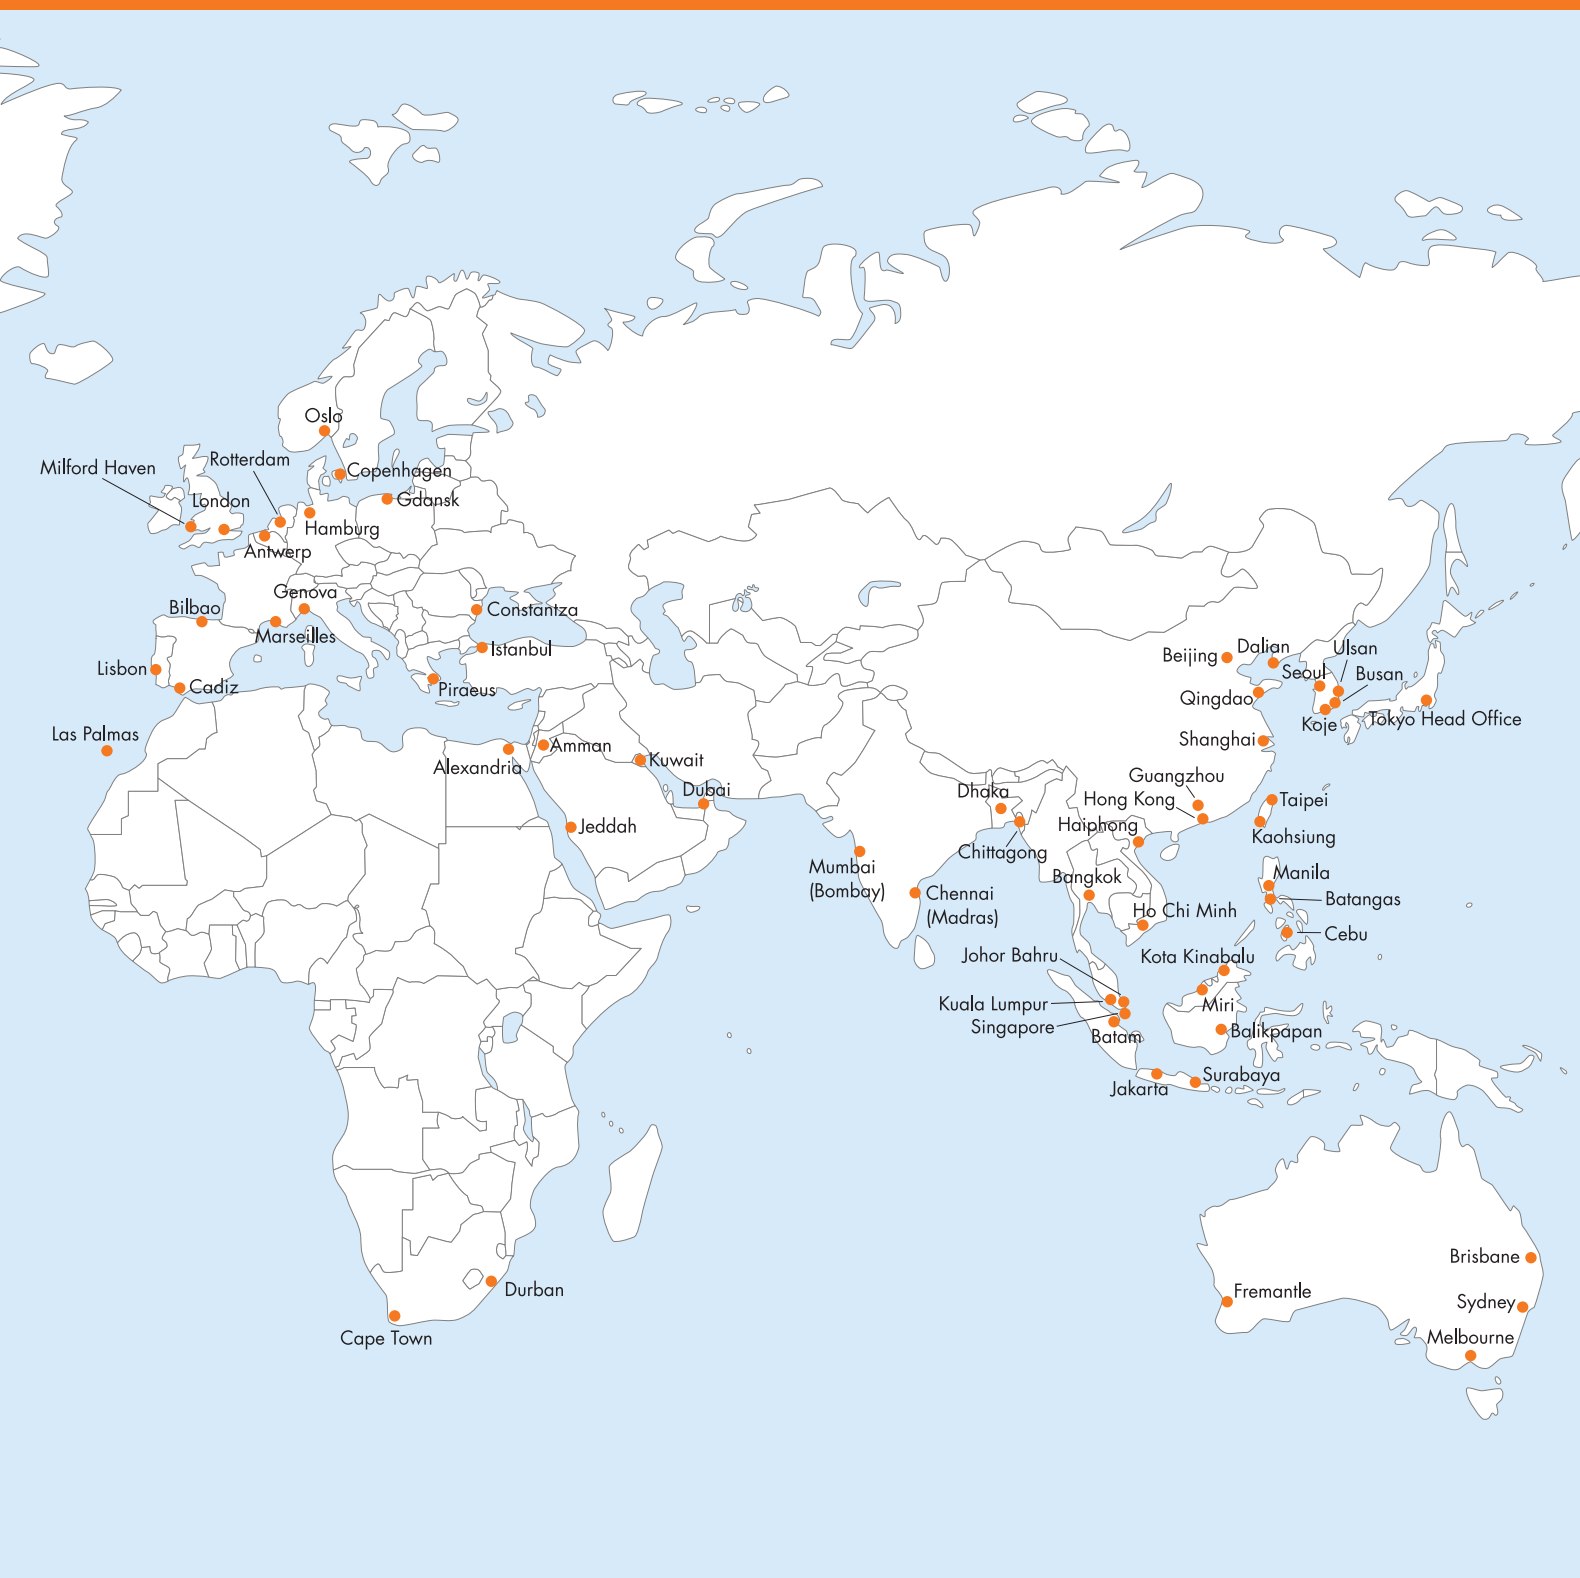 Oslo
Rotterdam
Milford Haven
Copenhagen
London
Gdansk
Hamburg
Antwerp
Genova
Bilbao
Constantza
Marseilles
Istanbul
Lisbon
Cadiz
Piraeus
Las Palmas
Amman
Alexandria
Kuwait
Dubai
Jeddah
Durban
Cape Town
Beijing
Dalian
Ulsan
Seoul
Busan
Qingdao
Koje
Tokyo Head Office
Shanghai
Guangzhou
Dhaka
Hong Kong
Taipei
Haiphong
Kaohsiung
Chittagong
Mumbai
(Bombay)
Bangkok
Manila
Chennai
(Madras)
Batangas
Ho Chi Minh
Cebu
Johor Bahru
Kota Kinabalu
Kuala Lumpur
Miri
Singapore
Batam
Balikpapan
Jakarta
Surabaya
Brisbane
Fremantle
Sydney
Melbourne